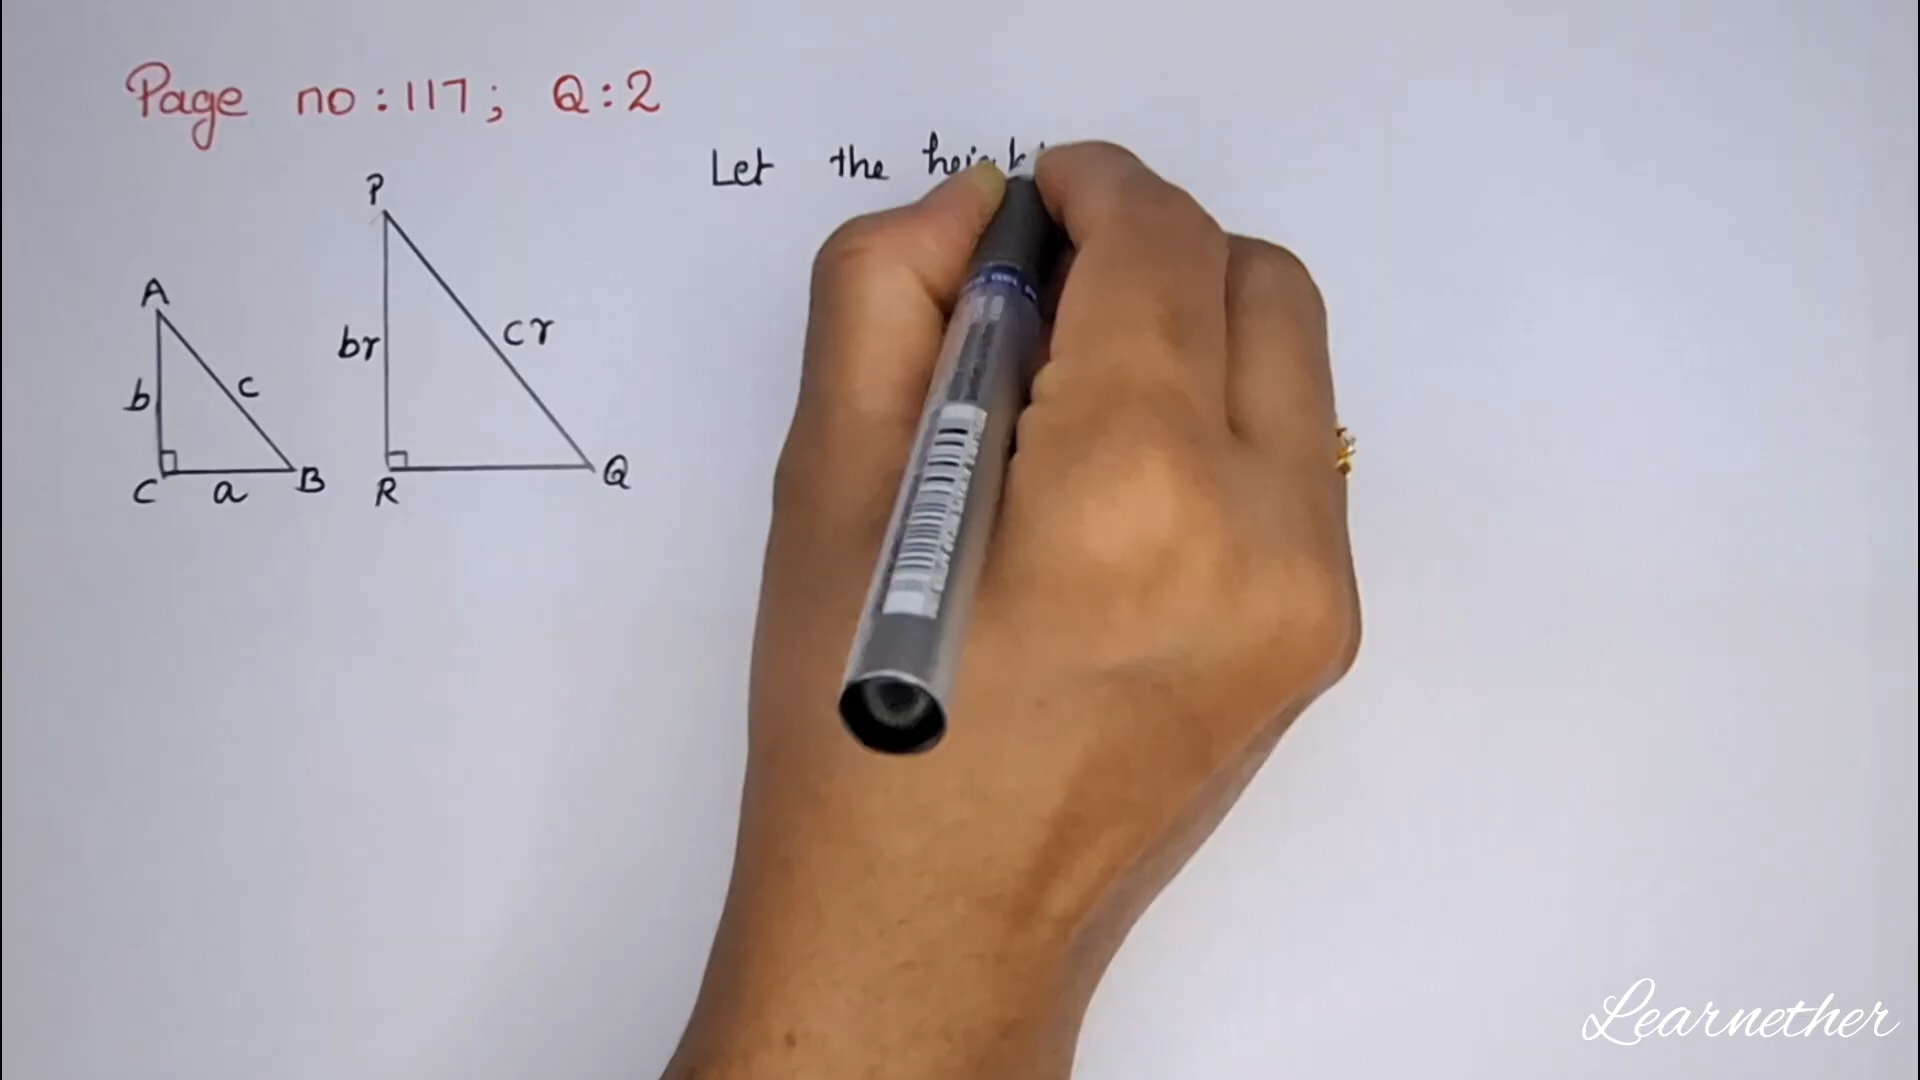 Page no:117; Q:2
Let the
P
A
br
cr
b
c
C
a
B
R
Q
Learnether